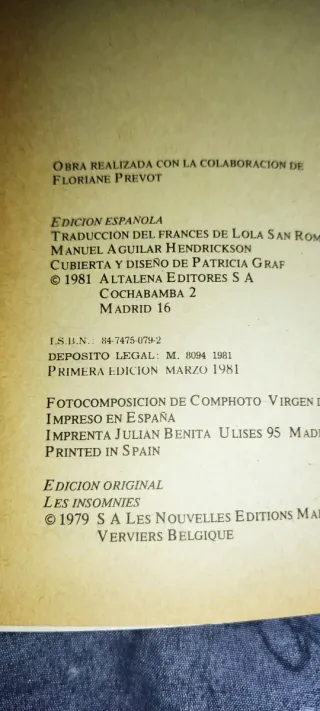 OBRA REALIZADA CON LA COLABORACION DE
FLORIANE PREVOT
EDICION ESPAÑOLA
TRADUCCION DEL FRANCES DE LOLA SAN ROM
MANUEL AGUILAR HENDRICKSON
CUBIERTA Y DISEÑO DE PATRICIA GRAF
© 1981 ALTALENA EDITORES S A
COCHABAMBA 2
MADRID 16
I.S.B.N.: 84-7475-079-2
DEPOSITO LEGAL: M. 8094 1981
PRIMERA EDICION MARZO 1981
FOTOCOMPOSICION DE COMPHOTO VIRGEN D
IMPRESO EN ESPAÑA
IMPRENTA JULIAN BENITA ULISES 95 MAD
PRINTED IN SPAIN
EDICION ORIGINAL
LES INSOMNIES
© 1979 S A LES NOUVELLES EDITIONS MA
VERVIERS BELGIQUE